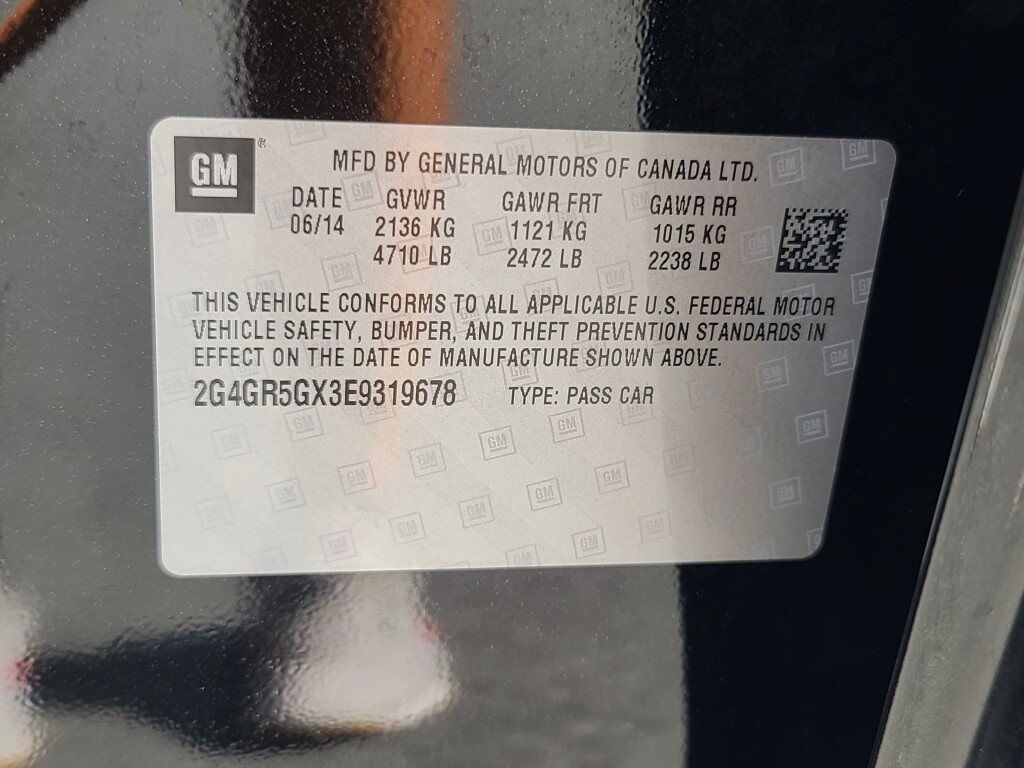 GM
MFD BY GENERAL MOTORS OF CANADA LTD.
DATE GVWR GAWR FRT GAWR RR
06/14 2136 KG 1121 KG 1015 KG
4710 LB 2472 LB 2238 LB
THIS VEHICLE CONFORMS TO ALL APPLICABLE U.S. FEDERAL MOTOR
VEHICLE SAFETY, BUMPER, AND THEFT PREVENTION STANDARDS IN
EFFECT ON THE DATE OF MANUFACTURE SHOWN ABOVE.
2G4GR5GX3E9319678 TYPE: PASS CAR